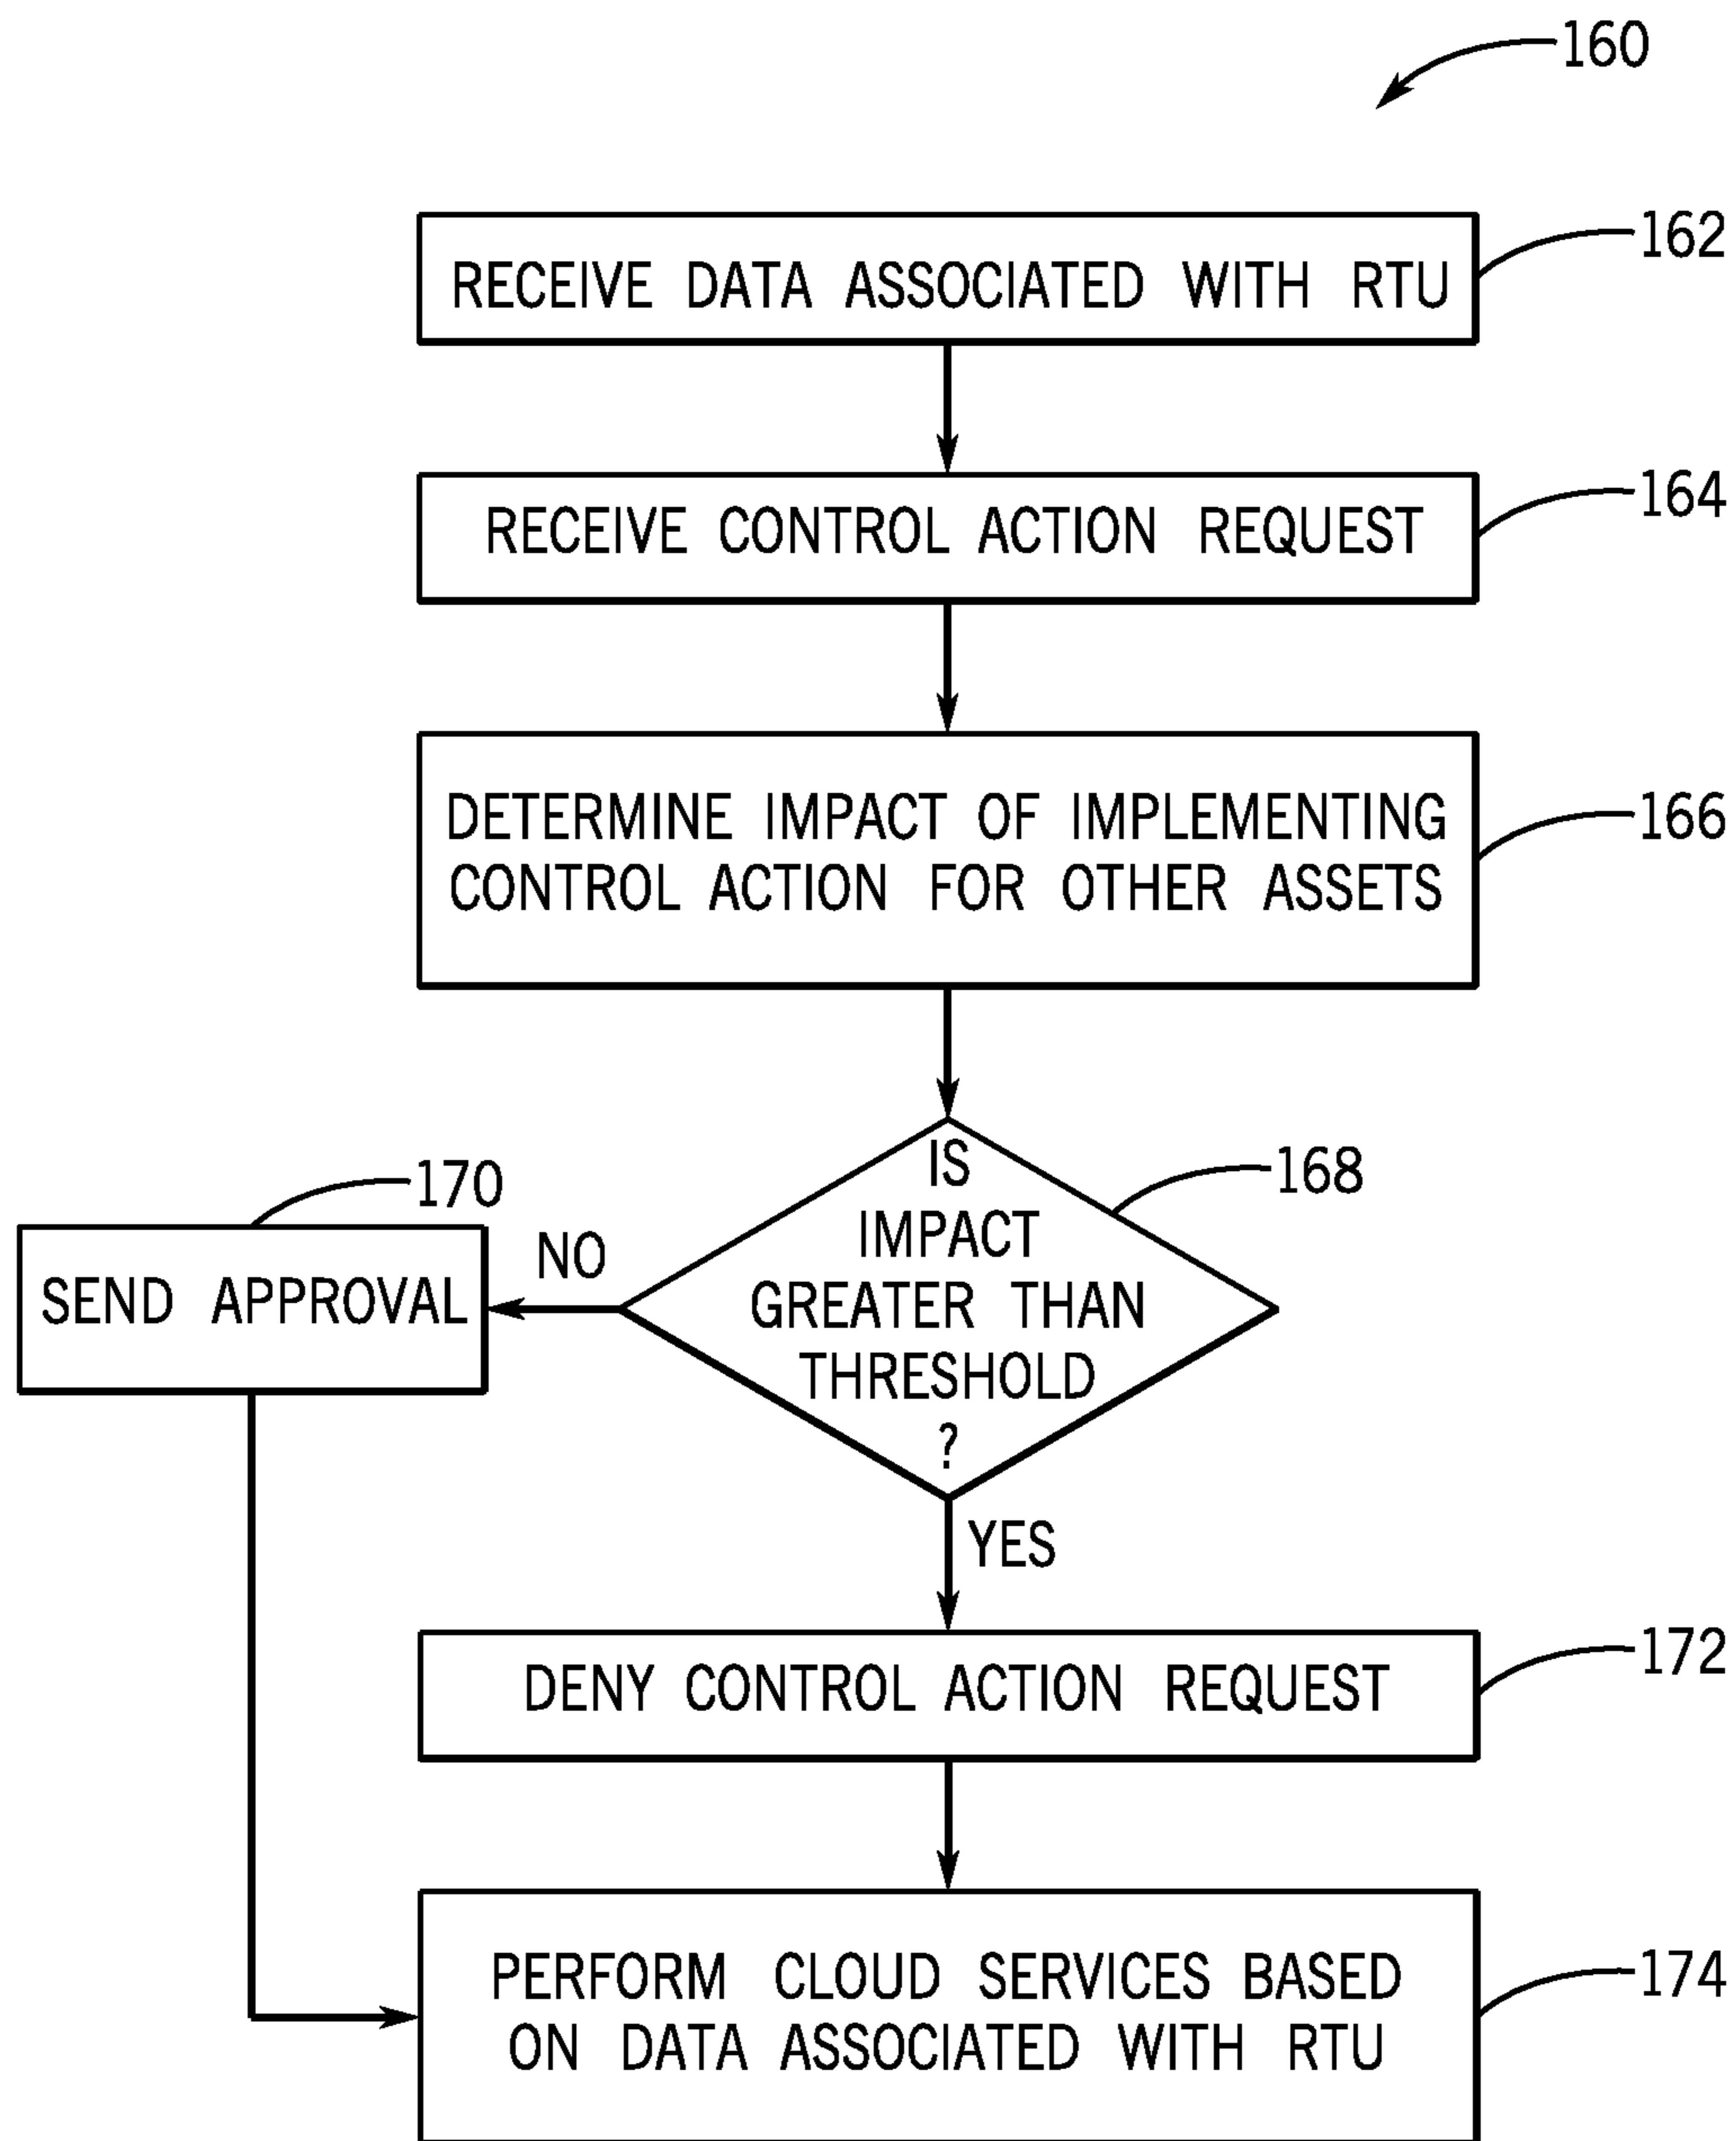 160
RECEIVE DATA ASSOCIATED WITH RTU
162
RECEIVE CONTROL ACTION REQUEST
164
DETERMINE IMPACT OF IMPLEMENTING
CONTROL ACTION FOR OTHER ASSETS
166
IS
IMPACT
GREATER THAN
THRESHOLD
?
168
NO
170
SEND APPROVAL
YES
DENY CONTROL ACTION REQUEST
172
PERFORM CLOUD SERVICES BASED
ON DATA ASSOCIATED WITH RTU
174